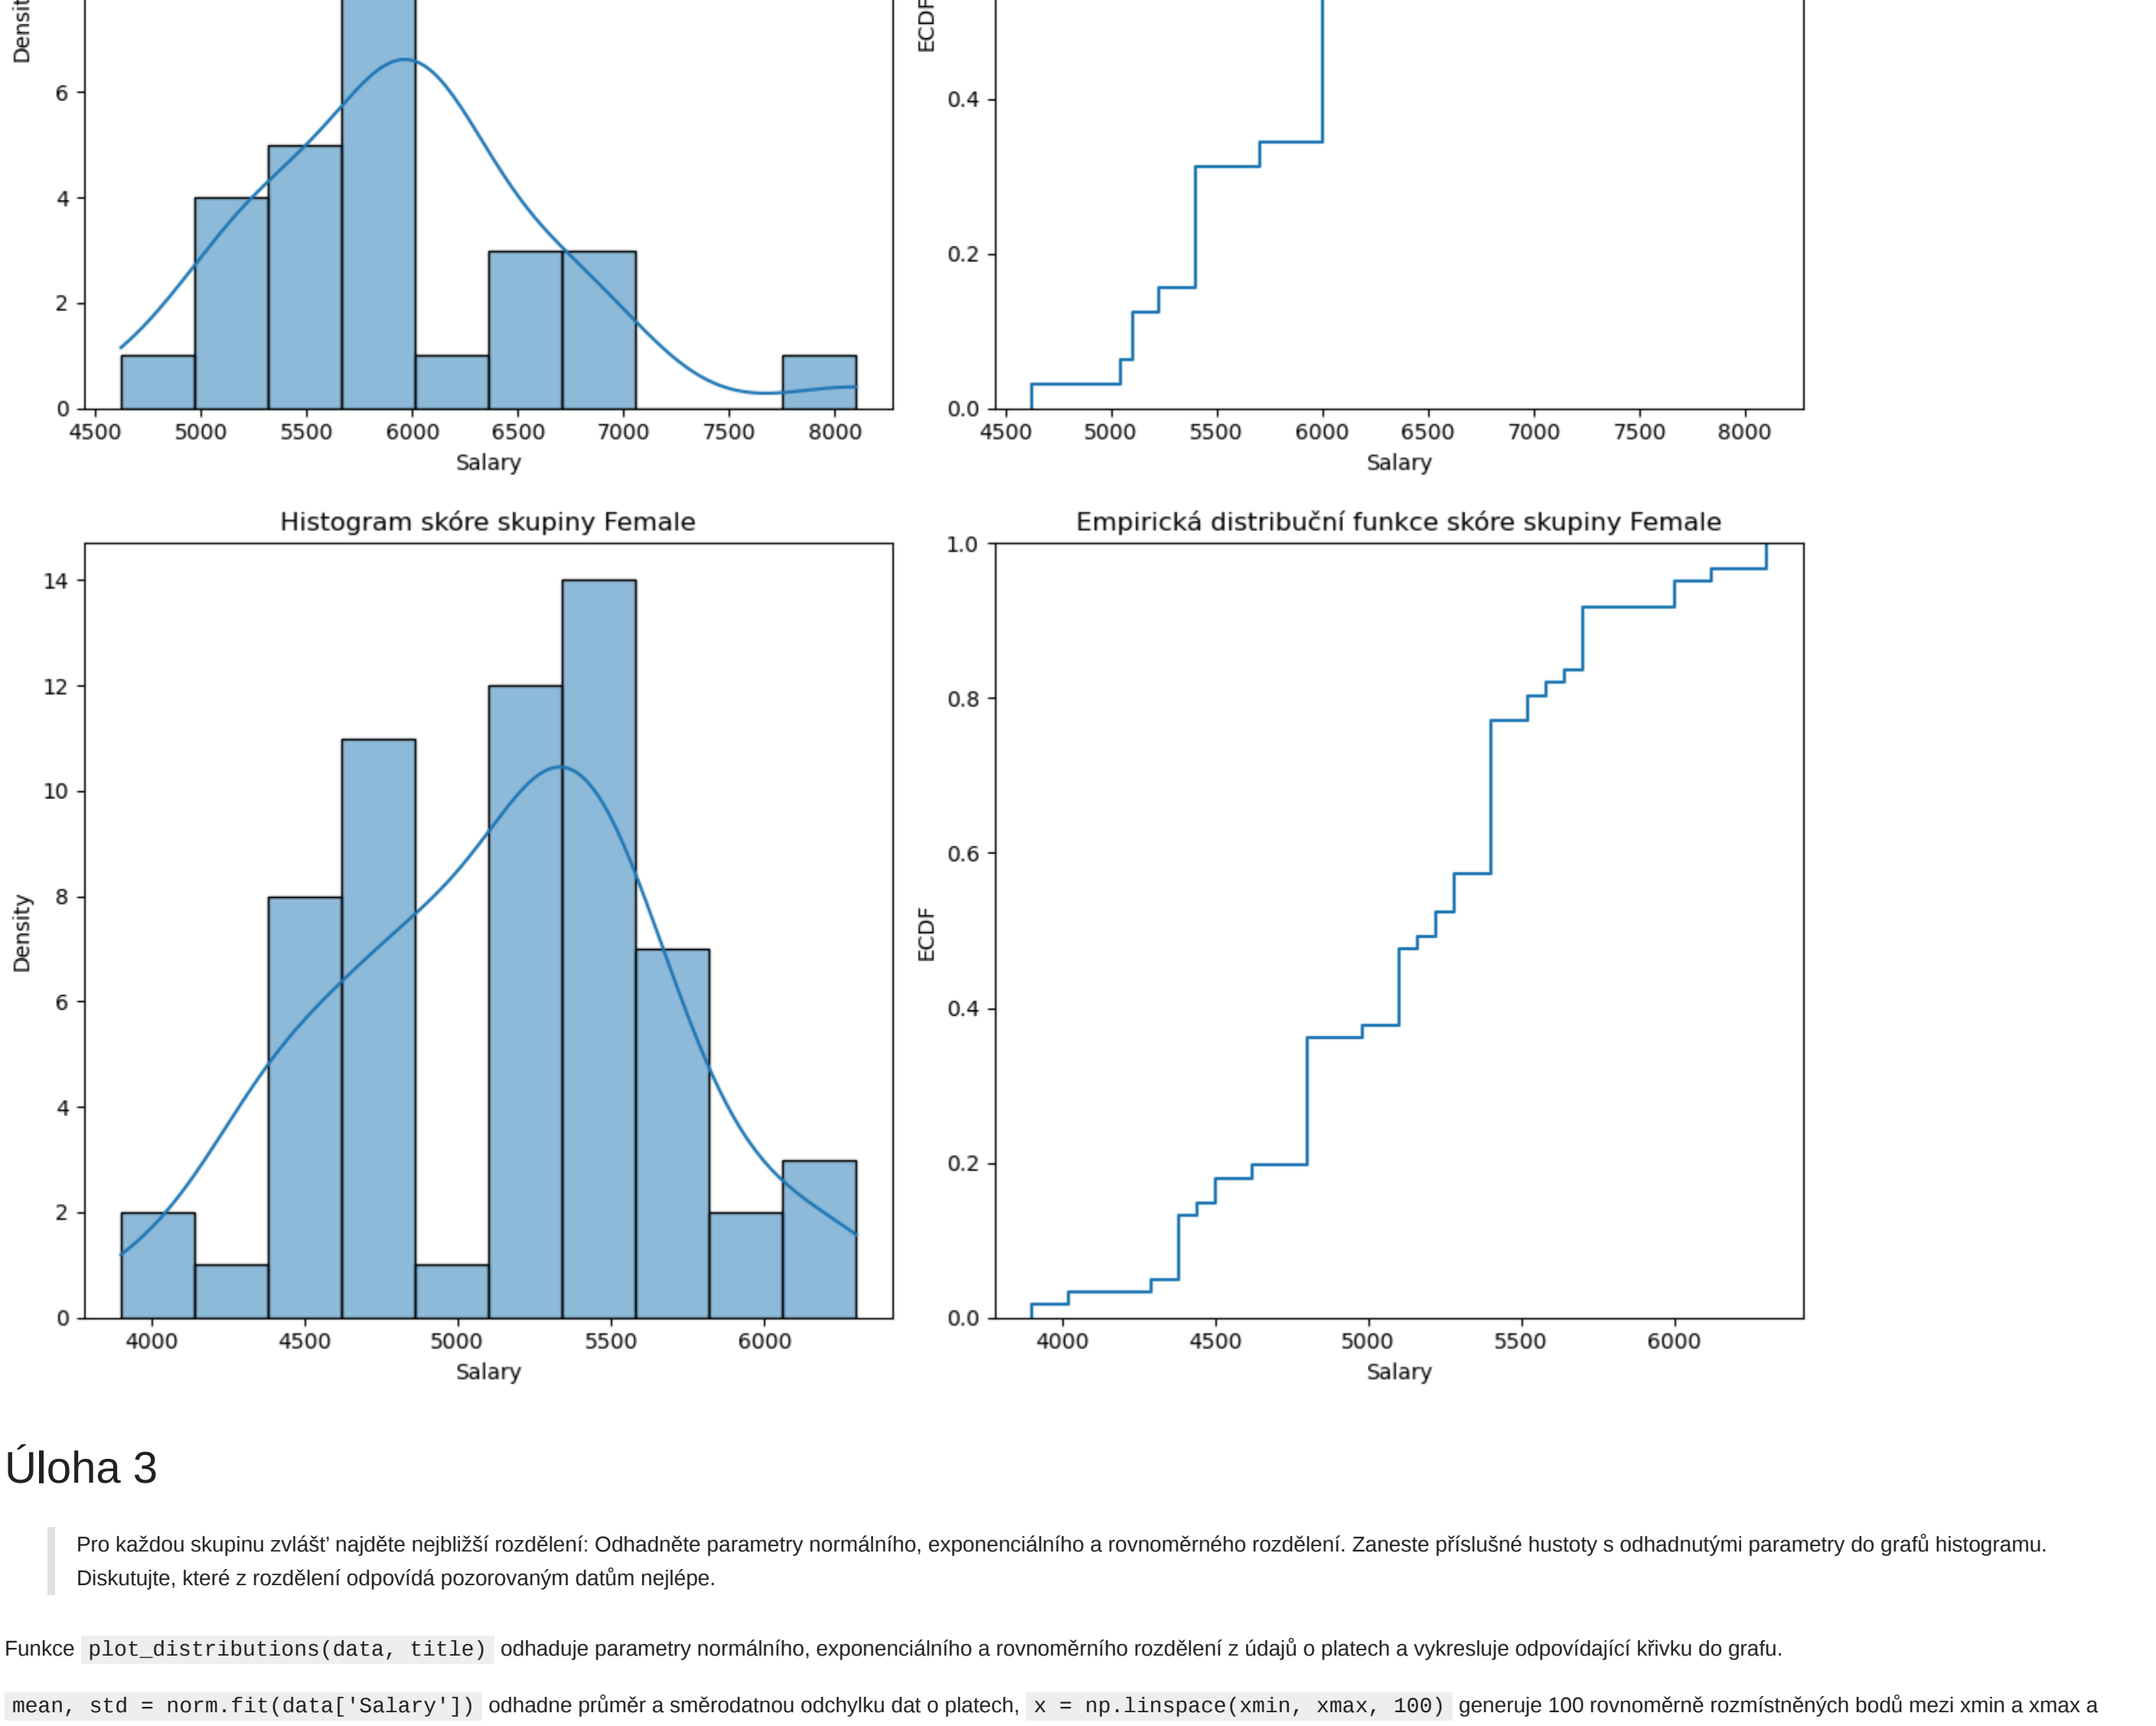 Density
6
4
2
0
4500 5000 5500 6000 6500 7000 7500 8000
Salary
ECDF
0.4
0.2
0.0
4500 5000 5500 6000 6500 7000 7500 8000
Salary
Histogram skóre skupiny Female
14
12
10
8
6
4
2
0
Density
4000 4500 5000 5500 6000
Salary
Empirická distribuční funkce skóre skupiny Female
1.0
0.8
0.6
0.4
0.2
0.0
ECDF
4000 4500 5000 5500 6000
Salary
Úloha 3
Pro každou skupinu zvlášť najděte nejbližší rozdělení: Odhadněte parametry normálního, exponenciálního a rovnoměrného rozdělení. Zaneste příslušné hustoty s odhadnutými parametry do grafů histogramu.
Diskutujte, které z rozdělení odpovídá pozorovaným datům nejlépe.
Funkce plot_distributions(data, title) odhaduje parametry normálního, exponenciálního a rovnoměrního rozdělení z údajů o platech a vykresluje odpovídající křivku do grafu.
mean, std = norm.fit(data['Salary']) odhadne průměr a směrodatnou odchylku dat o platech, x = np.linspace(xmin, xmax, 100) generuje 100 rovnoměrně rozmístněných bodů mezi xmin a xmax a